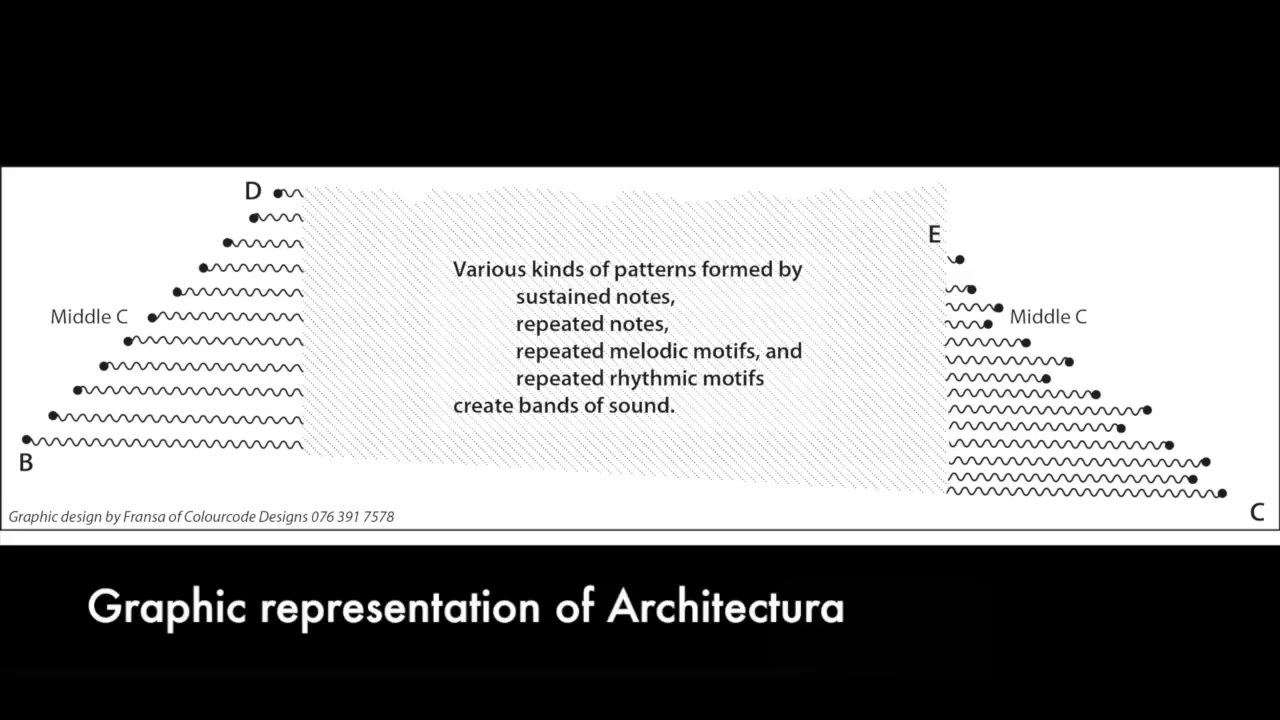 D
E
Various kinds of patterns formed by
sustained notes,
Middle C
Middle C
repeated notes,
repeated melodic motifs, and
repeated rhythmic motifs
create bands of sound.
B
C
Graphic design by Fransa of Colourcode Designs 076 391 7578
Graphic representation of Architectura